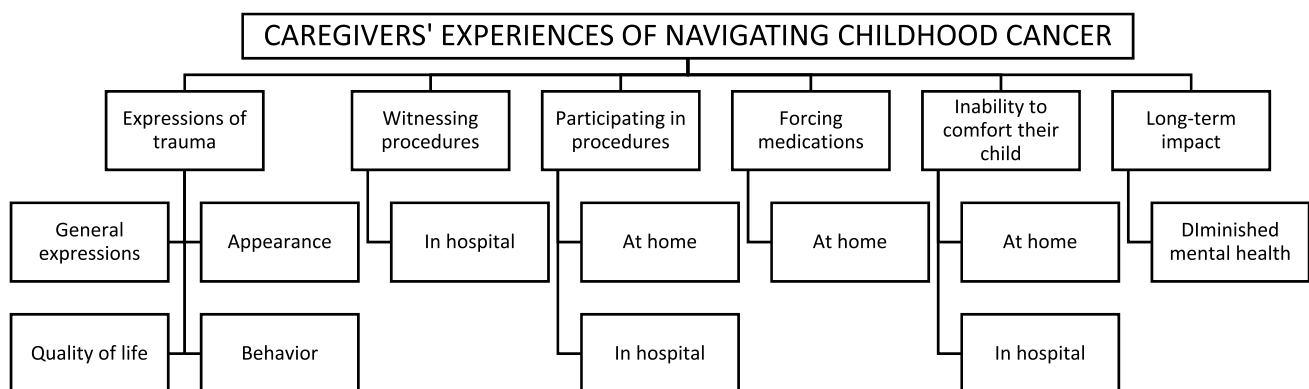 CAREGIVERS' EXPERIENCES OF NAVIGATING CHILDHOOD CANCER
Expressions of
trauma
Witnessing
procedures
Participating in
procedures
Forcing
medications
Inability to
comfort their
child
Long-term
impact
General
expressions
Appearance
In hospital
At home
At home
At home
DIminished
mental health
Quality of life
Behavior
In hospital
In hospital